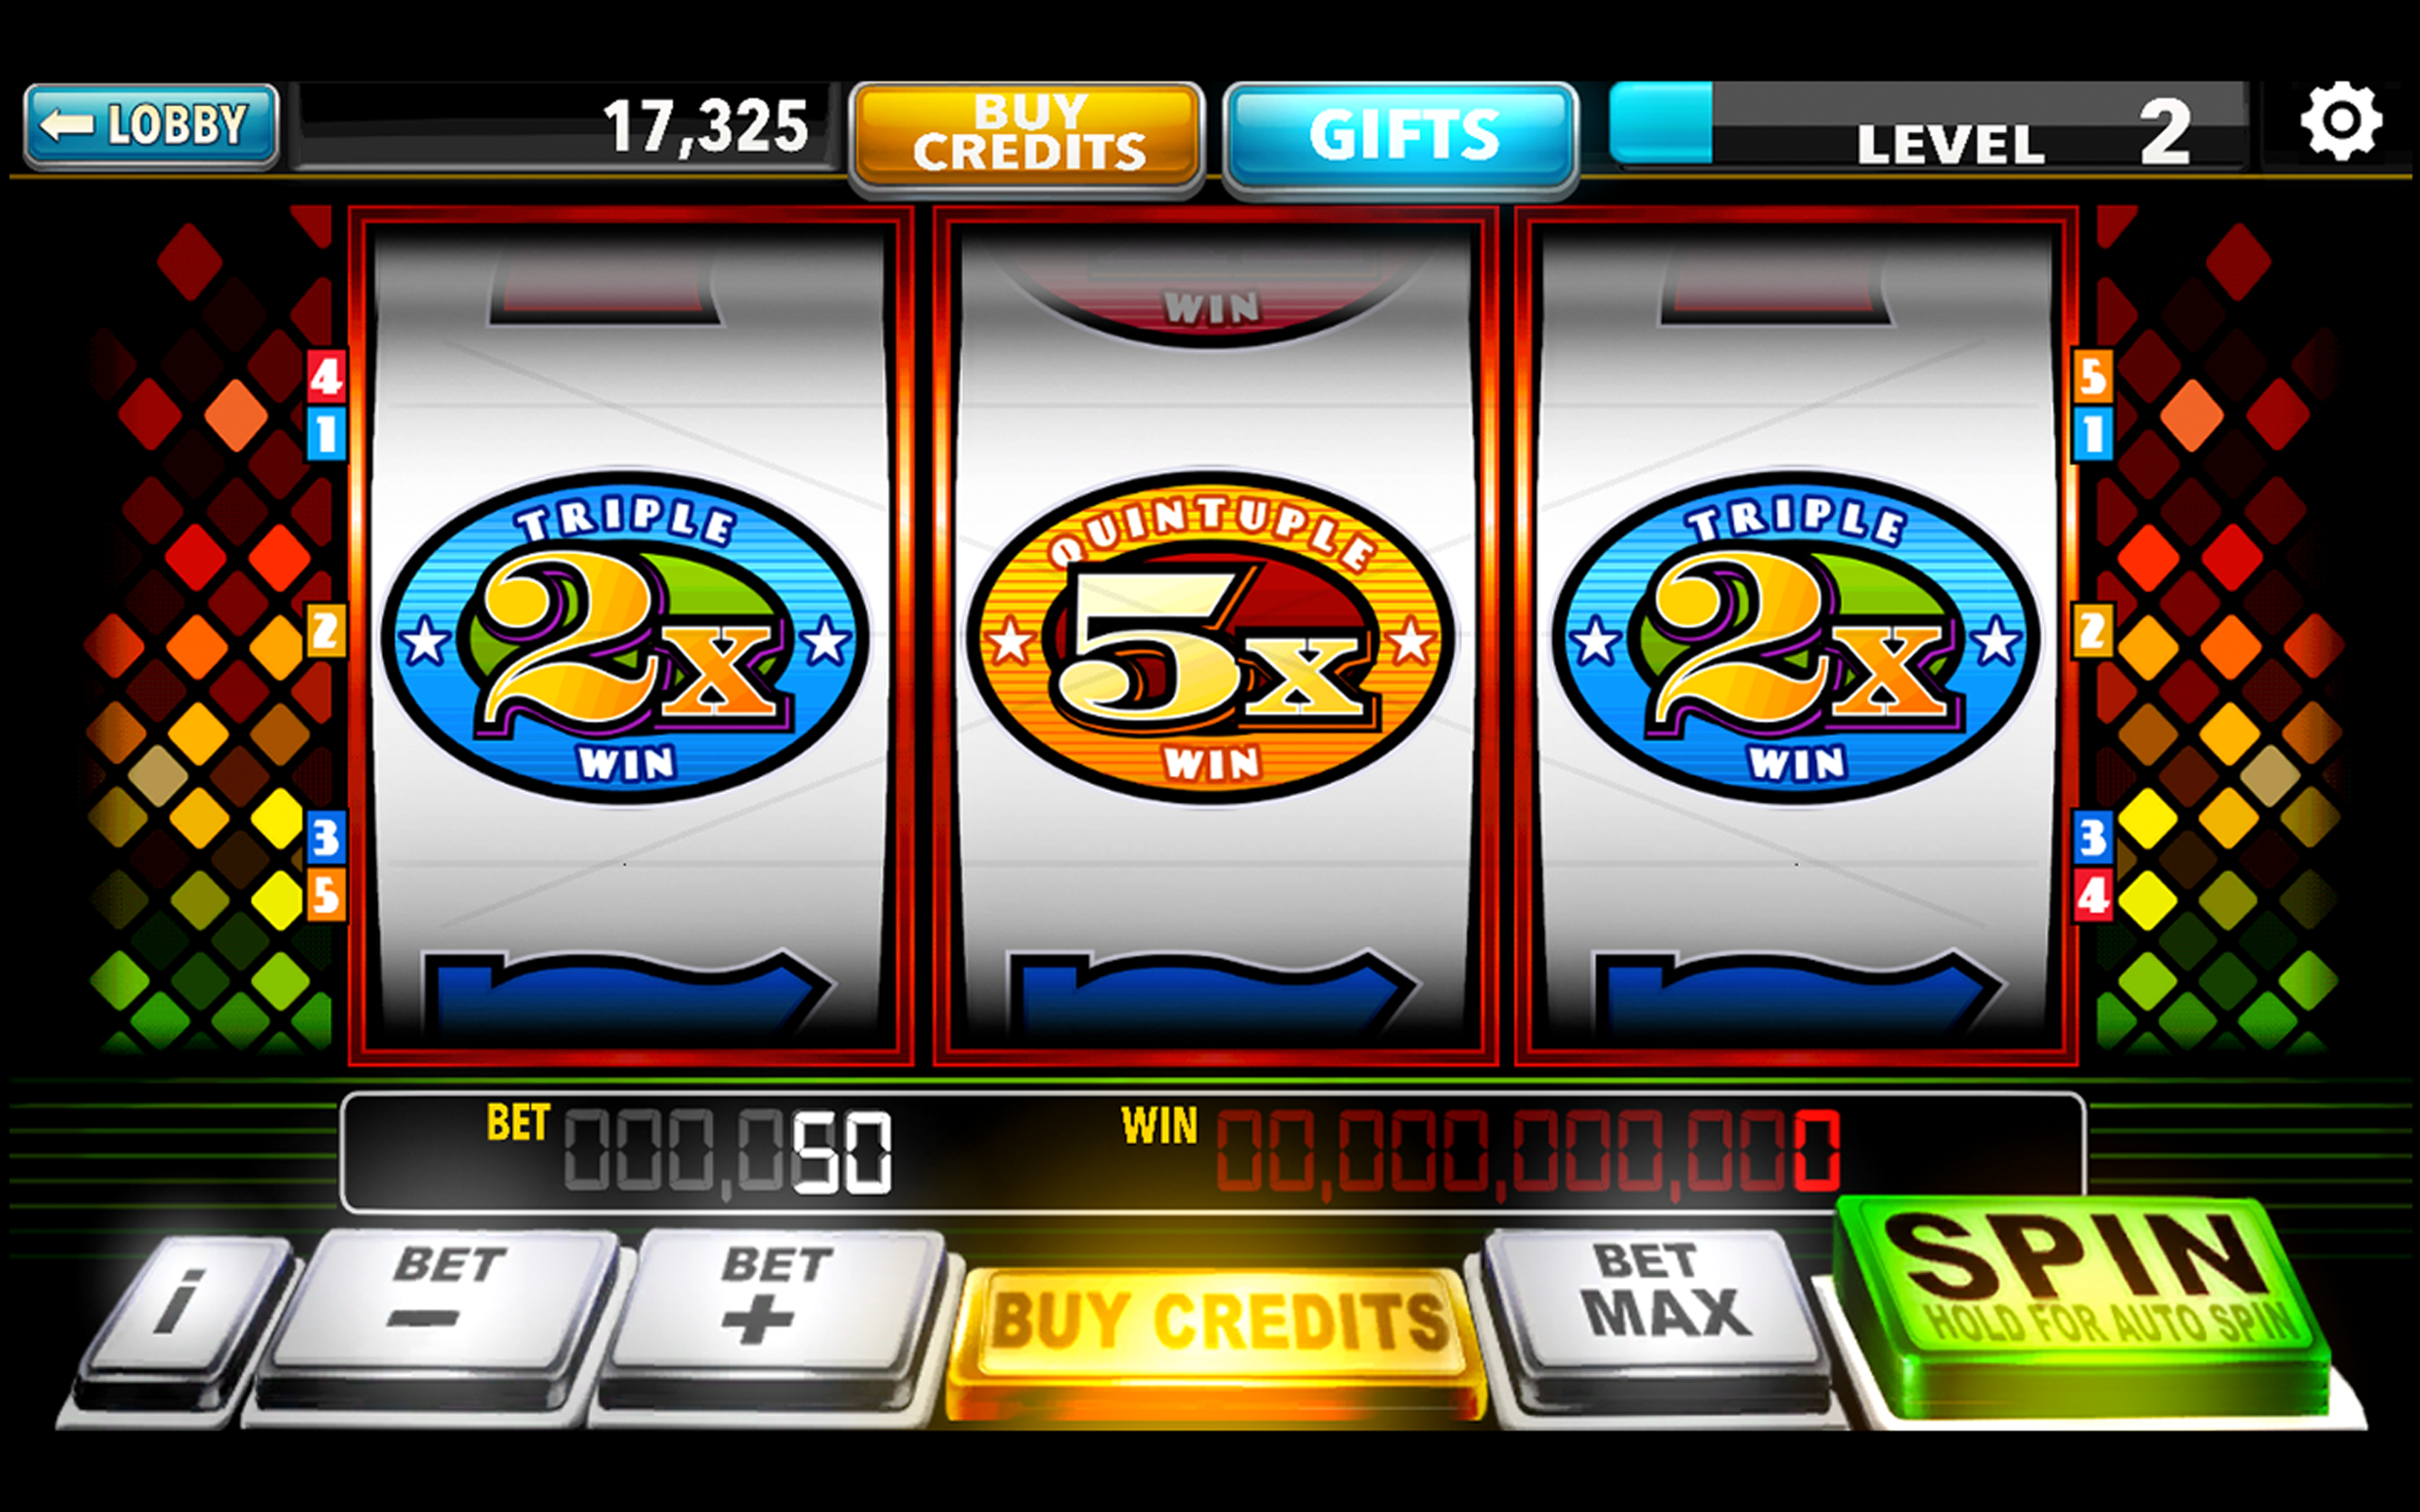 LOBBY
17,325
BUY
CREDITS
GIFTS
LEVEL 2
WIN
4
5
1
1
TRIPLE
2x
WIN
QUINTUPLE
5x
WIN
TRIPLE
2x
WIN
2
2
3
3
5
4
BET 000,050
WIN 00,000,000,000
i
BET
-
BET
+
BUY CREDITS
BET
MAX
SPIN
HOLD FOR AUTO SPIN